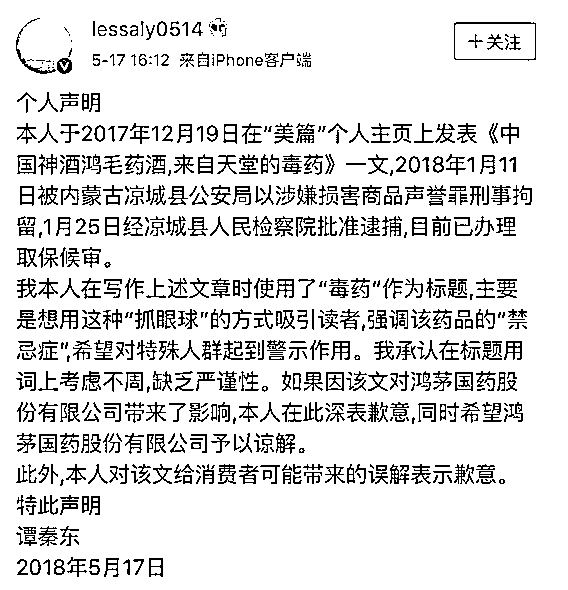 lessaly0514
5-17 16:12 来自iPhone客户端
+关注
个人声明
本人于2017年12月19日在“美篇”个人主页上发表《中
国神酒鸿毛药酒,来自天堂的毒药》一文,2018年1月11
日被内蒙古凉城县公安局以涉嫌损害商品声誉罪刑事拘
留,1月25日经凉城县人民检察院批准逮捕,目前已办理
取保候审。
我本人在写作上述文章时使用了“毒药”作为标题,主要
是想用这种“抓眼球”的方式吸引读者,强调该药品的“禁
忌症”,希望对特殊人群起到警示作用。我承认在标题用
词上考虑不周,缺乏严谨性。如果因该文对鸿茅国药股
份有限公司带来了影响,本人在此深表歉意,同时希望鸿
茅国药股份有限公司予以谅解。
此外,本人对该文给消费者可能带来的误解表示歉意。
特此声明
谭秦东
2018年5月17日